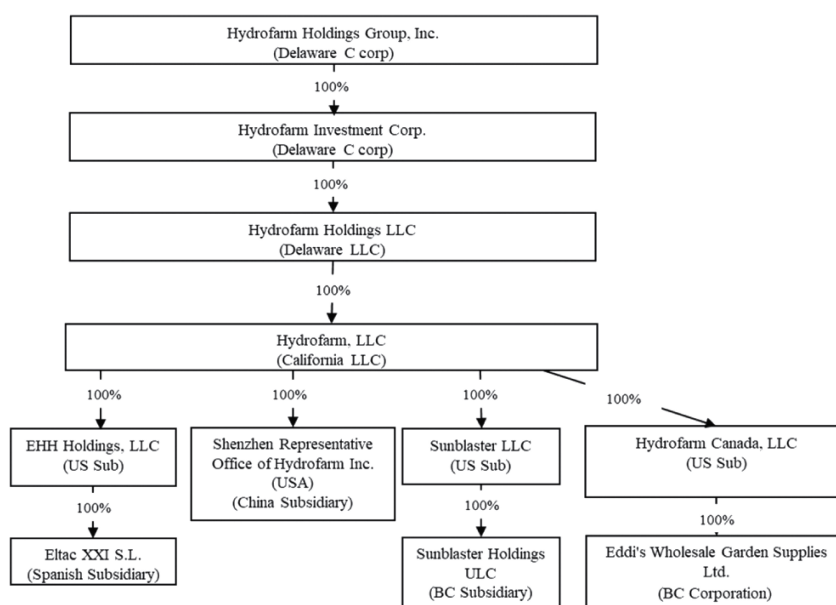 Hydrofarm Holdings Group, Inc.
(Delaware C corp)
100%
Hydrofarm Investment Corp.
(Delaware C corp)
100%
Hydrofarm Holdings LLC
(Delaware LLC)
100%
Hydrofarm, LLC
(California LLC)
100%
100%
100%
100%
EHH Holdings, LLC
(US Sub)
Shenzhen Representative
Office of Hydrofarm Inc.
(USA)
(China Subsidiary)
Sunblaster LLC
(US Sub)
Hydrofarm Canada, LLC
(US Sub)
100%
100%
100%
Eltac XXI S.L.
(Spanish Subsidiary)
Sunblaster Holdings
ULC
(BC Subsidiary)
Eddi's Wholesale Garden Supplies
Ltd.
(BC Corporation)